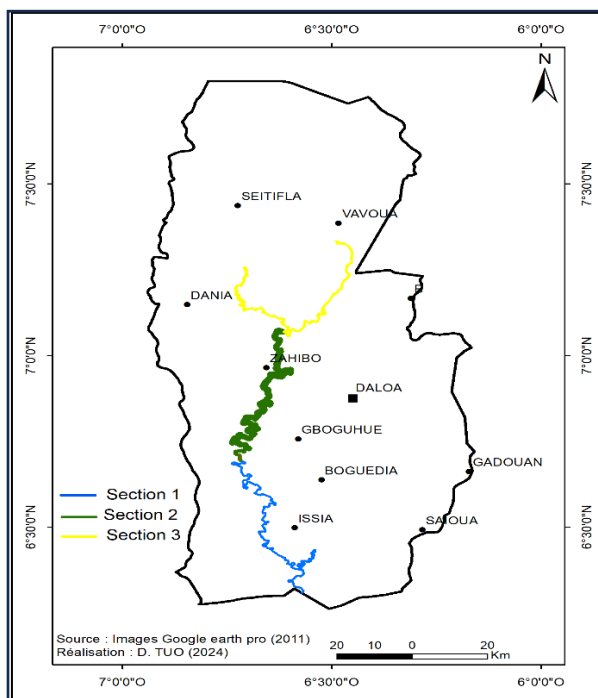 7°0'0"W 6°30'0"W 6°0'0"W
N
7°30'0"N 7°30'0"N
SEITIFLA
VAVOUA
DANIA
7°0'0"N 7°0'0"N
ZAHIBO
DALOA
GBOGUHUE
GADOUAN
BOGUEDIA
Section 1
Section 2
ISSIA
SAIOUA
6°30'0"N 6°30'0"N
Section 3
Source : Images Google earth pro (2011)
Réalisation : D. TUO (2024)
20 10 0 20
Km
7°0'0"W 6°30'0"W 6°0'0"W